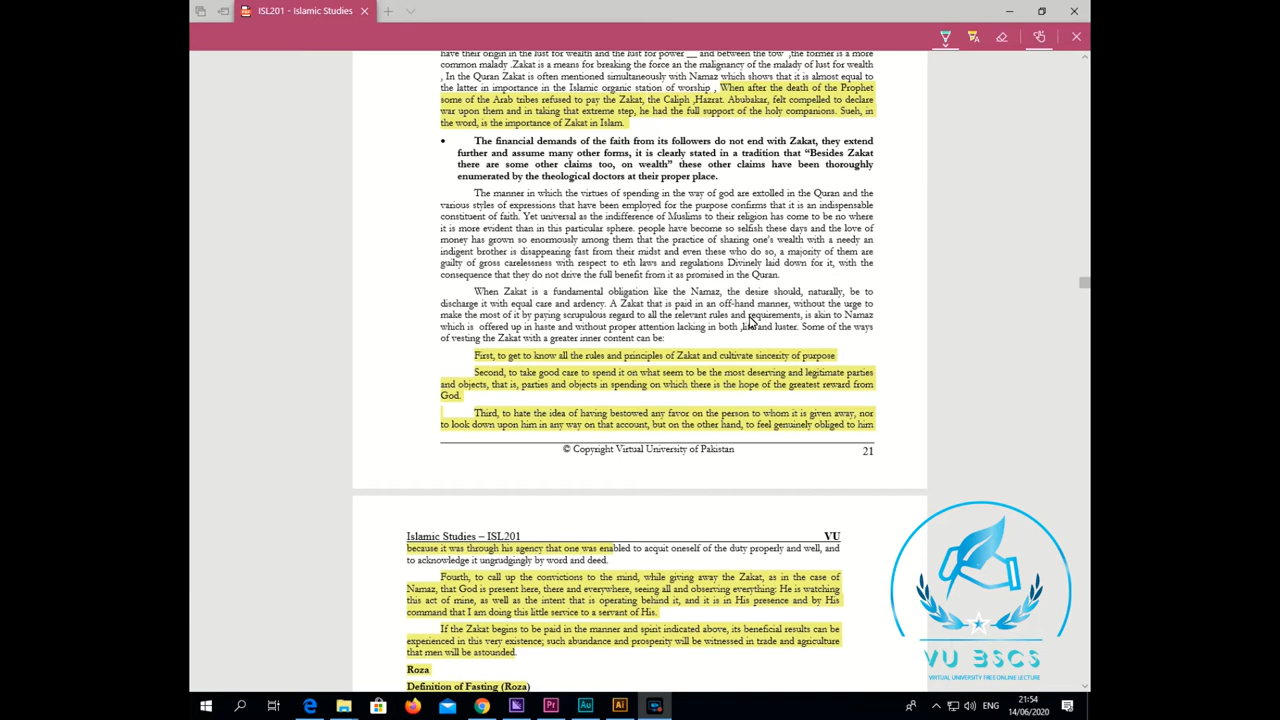 ISL201 - Islamic Studies
have their origin in the lust for wealth and the lust for power __ and between the tow ,the former is a more
common malady .Zakat is a means for breaking the force an the malignancy of the malady of lust for wealth
, In the Quran Zakat is often mentioned simultaneously with Namaz which shows that it is almost equal to
the latter in importance in the Islamic organic station of worship , When after the death of the Prophet
some of the Arab tribes refused to pay the Zakat, the Caliph ,Hazrat. Abubakar, felt compelled to declare
war upon them and in taking that extreme step, he had the full support of the holy companions. Sueh, in
the word, is the importance of Zakat in Islam.
• The financial demands of the faith from its followers do not end with Zakat, they extend
further and assume many other forms, it is clearly stated in a tradition that “Besides Zakat
there are some other claims too, on wealth” these other claims have been thoroughly
enumerated by the theological doctors at their proper place.
The manner in which the virtues of spending in the way of god are extolled in the Quran and the
various styles of expressions that have been employed for the purpose confirms that it is an indispensable
constituent of faith. Yet universal as the indifference of Muslims to their religion has come to be no where
it is more evident than in this particular sphere. people have become so selfish these days and the love of
money has grown so enormously among them that the practice of sharing one’s wealth with a needy an
indigent brother is disappearing fast from their midst and even these who do so, a majority of them are
guilty of gross carelessness with respect to eth laws and regulations Divinely laid down for it, with the
consequence that they do not drive the full benefit from it as promised in the Quran.
When Zakat is a fundamental obligation like the Namaz, the desire should, naturally, be to
discharge it with equal care and ardency. A Zakat that is paid in an off-hand manner, without the urge to
make the most of it by paying scrupulous regard to all the relevant rules and requirements, is akin to Namaz
which is offered up in haste and without proper attention lacking in both ,life and luster. Some of the ways
of vesting the Zakat with a greater inner content can be:
First, to get to know all the rules and principles of Zakat and cultivate sincerity of purpose
Second, to take good care to spend it on what seem to be the most deserving and legitimate parties
and objects, that is, parties and objects in spending on which there is the hope of the greatest reward from
God.
Third, to hate the idea of having bestowed any favor on the person to whom it is given away, nor
to look down upon him in any way on that account, but on the other hand, to feel genuinely obliged to him
© Copyright Virtual University of Pakistan 21
Islamic Studies – ISL201 VU
because it was through his agency that one was enabled to acquit oneself of the duty properly and well, and
to acknowledge it ungrudgingly by word and deed.
Fourth, to call up the convictions to the mind, while giving away the Zakat, as in the case of
Namaz, that God is present here, there and everywhere, seeing all and observing everything: He is watching
this act of mine, as well as the intent that is operating behind it, and it is in His presence and by His
command that I am doing this little service to a servant of His.
If the Zakat begins to be paid in the manner and spirit indicated above, its beneficial results can be
experienced in this very existence; such abundance and prosperity will be witnessed in trade and agriculture
that men will be astounded.
Roza
Definition of Fasting (Roza)
VU BSCS
VIRTUAL UNIVERSITY FREE ONLINE LECTURE
Pr
Au
Ai
ENG
21:54
14/06/2020